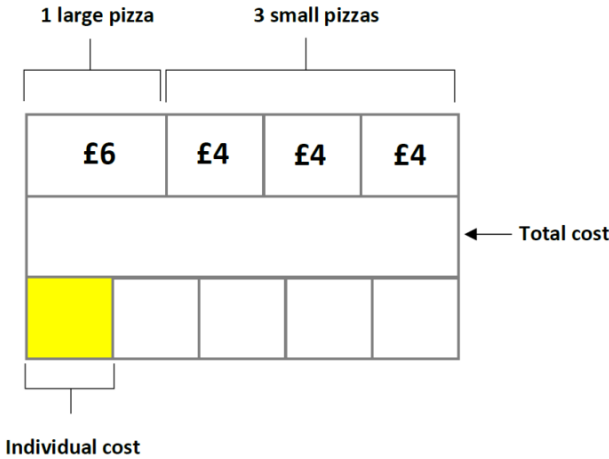 1 large pizza 3 small pizzas
£6 £4 £4 £4
Total cost
Individual cost